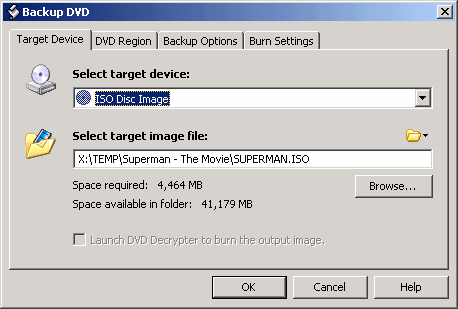 Backup DVD
Target Device DVD Region Backup Options Burn Settings
Select target device:
ISO Disc Image
Select target image file:
X:\TEMP\Superman - The Movie\SUPERMAN.ISO
Space required: 4,464 MB
Browse...
Space available in folder: 41,179 MB
Launch DVD Decrypter to burn the output image.
OK Cancel Help